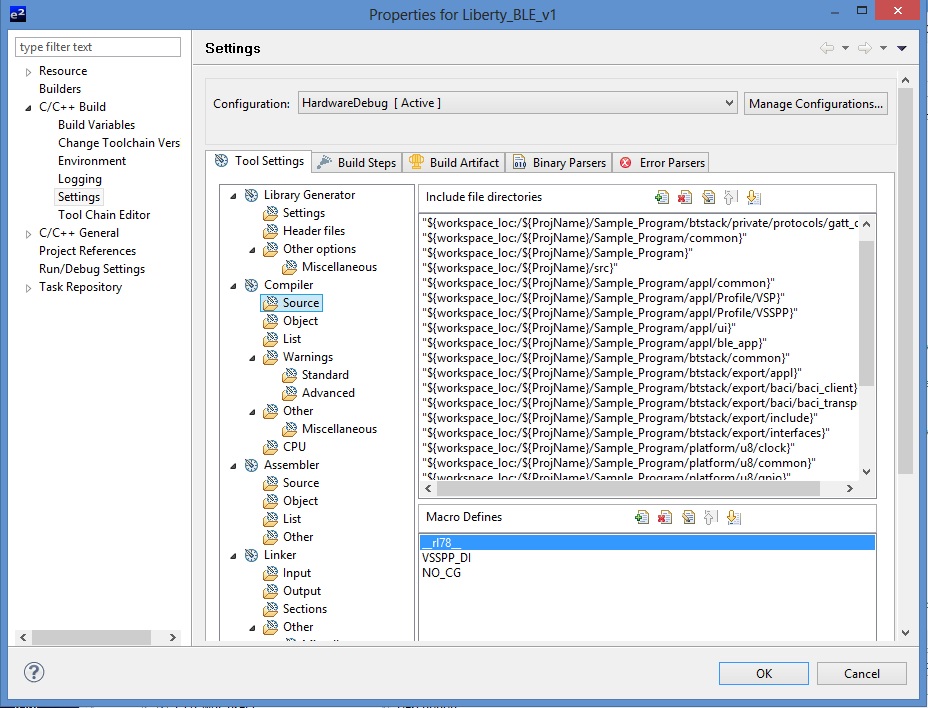 e²
Properties for Liberty_BLE_v1
type filter text
Resource
Builders
C/C++ Build
Build Variables
Change Toolchain Vers
Environment
Logging
Settings
Tool Chain Editor
C/C++ General
Project References
Run/Debug Settings
Task Repository
Settings
Configuration: HardwareDebug [ Active ] Manage Configurations...
Tool Settings Build Steps Build Artifact Binary Parsers Error Parsers
Library Generator
Settings
Header files
Other options
Miscellaneous
Compiler
Source
Object
List
Warnings
Standard
Advanced
Other
Miscellaneous
CPU
Assembler
Source
Object
List
Other
Linker
Input
Output
Sections
Other
Include file directories
"${workspace_loc:/${ProjName}/Sample_Program/btstack/private/protocols/gatt_c
"${workspace_loc:/${ProjName}/Sample_Program/common}"
"${workspace_loc:/${ProjName}/Sample_Program}"
"${workspace_loc:/${ProjName}/src}"
"${workspace_loc:/${ProjName}/Sample_Program/appl/common}"
"${workspace_loc:/${ProjName}/Sample_Program/appl/Profile/VSP}"
"${workspace_loc:/${ProjName}/Sample_Program/appl/Profile/VSSPP}"
"${workspace_loc:/${ProjName}/Sample_Program/appl/ui}"
"${workspace_loc:/${ProjName}/Sample_Program/appl/ble_app}"
"${workspace_loc:/${ProjName}/Sample_Program/btstack/common}"
"${workspace_loc:/${ProjName}/Sample_Program/btstack/export/appl}"
"${workspace_loc:/${ProjName}/Sample_Program/btstack/export/baci/baci_client}
"${workspace_loc:/${ProjName}/Sample_Program/btstack/export/baci/baci_transp
"${workspace_loc:/${ProjName}/Sample_Program/btstack/export/include}"
"${workspace_loc:/${ProjName}/Sample_Program/btstack/export/interfaces}"
"${workspace_loc:/${ProjName}/Sample_Program/platform/u8/clock}"
"${workspace_loc:/${ProjName}/Sample_Program/platform/u8/common}"
"${workspace_loc:/${ProjName}/Sample_Program/platform/u8/gpio}"
Macro Defines
__rl78__
VSSPP_DI
NO_CG
OK Cancel